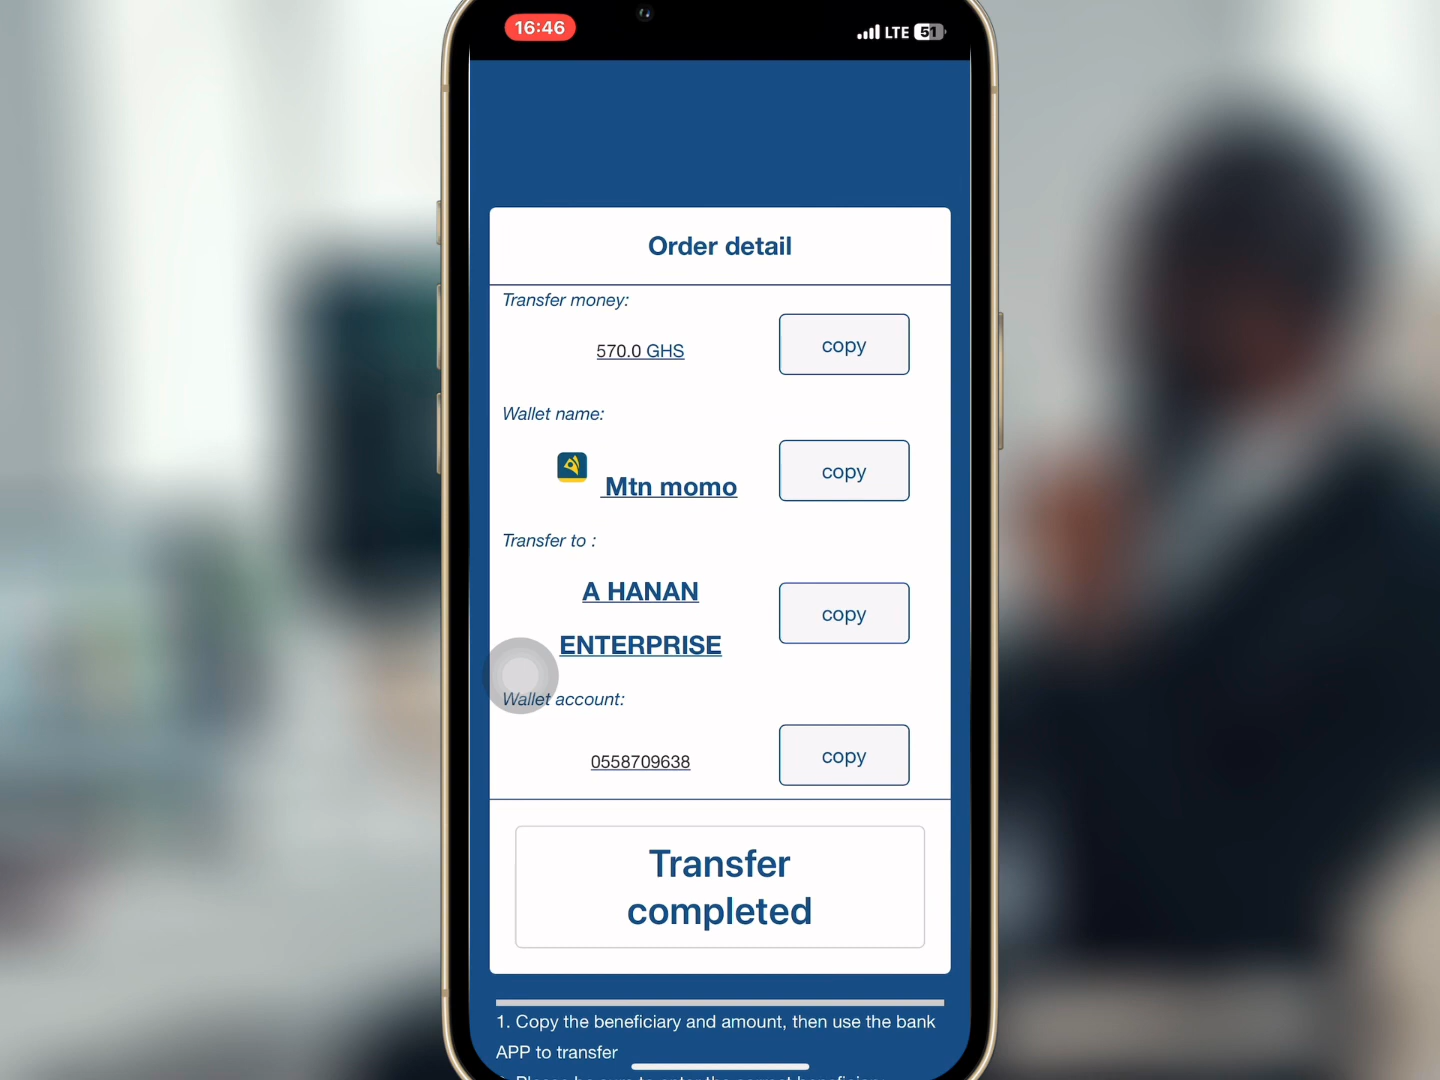 16:46
LTE 51
Order detail
Transfer money:
570.0 GHS
copy
Wallet name:
Mtn momo
copy
Transfer to :
A HANAN
ENTERPRISE
copy
Wallet account:
0558709638
copy
Transfer
completed
1. Copy the beneficiary and amount, then use the bank
APP to transfer